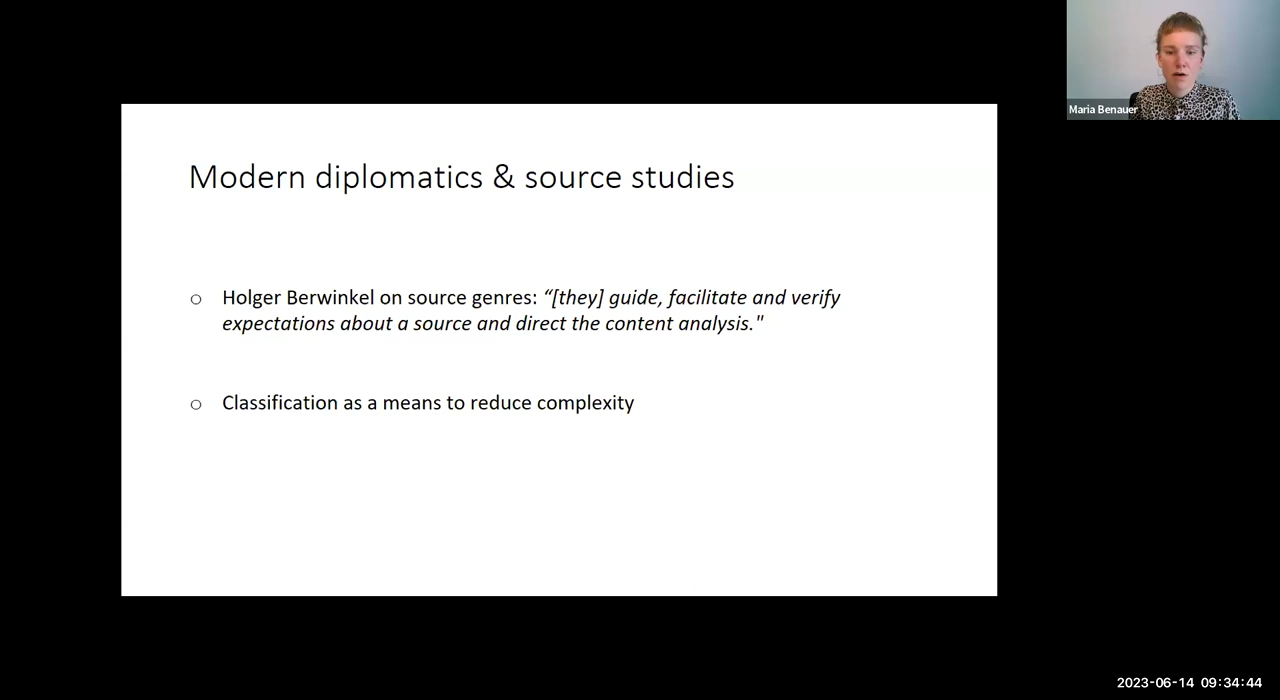 Maria Benauer
Modern diplomatics & source studies
○ Holger Berwinkel on source genres: “[they] guide, facilitate and verify
expectations about a source and direct the content analysis."
○ Classification as a means to reduce complexity
2023-06-14 09:34:44